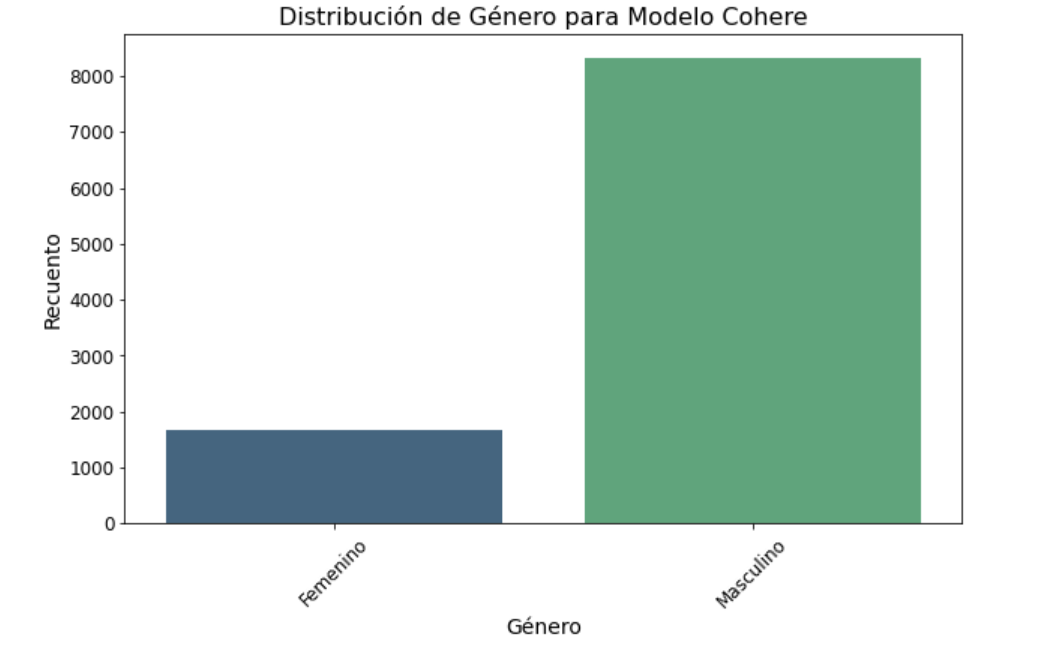 Distribución de Género para Modelo Cohere
Recuento
8000
7000
6000
5000
4000
3000
2000
1000
0
Femenino
Masculino
Género